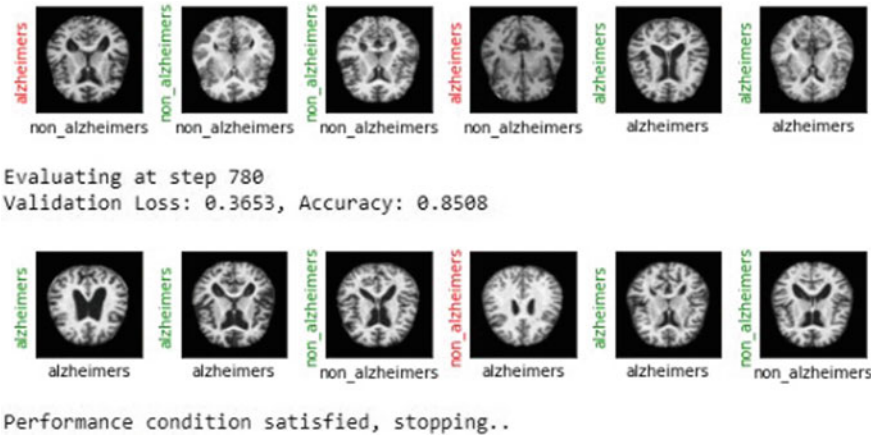 alzheimers non_alzheimers non_alzheimers alzheimers alzheimers alzheimers
non_alzheimers non_alzheimers non_alzheimers non_alzheimers alzheimers alzheimers
Evaluating at step 780
Validation Loss: 0.3653, Accuracy: 0.8508
alzheimers alzheimers non_alzheimers non_alzheimers alzheimers non_alzheimers
alzheimers alzheimers non_alzheimers alzheimers alzheimers non_alzheimers
Performance condition satisfied, stopping..